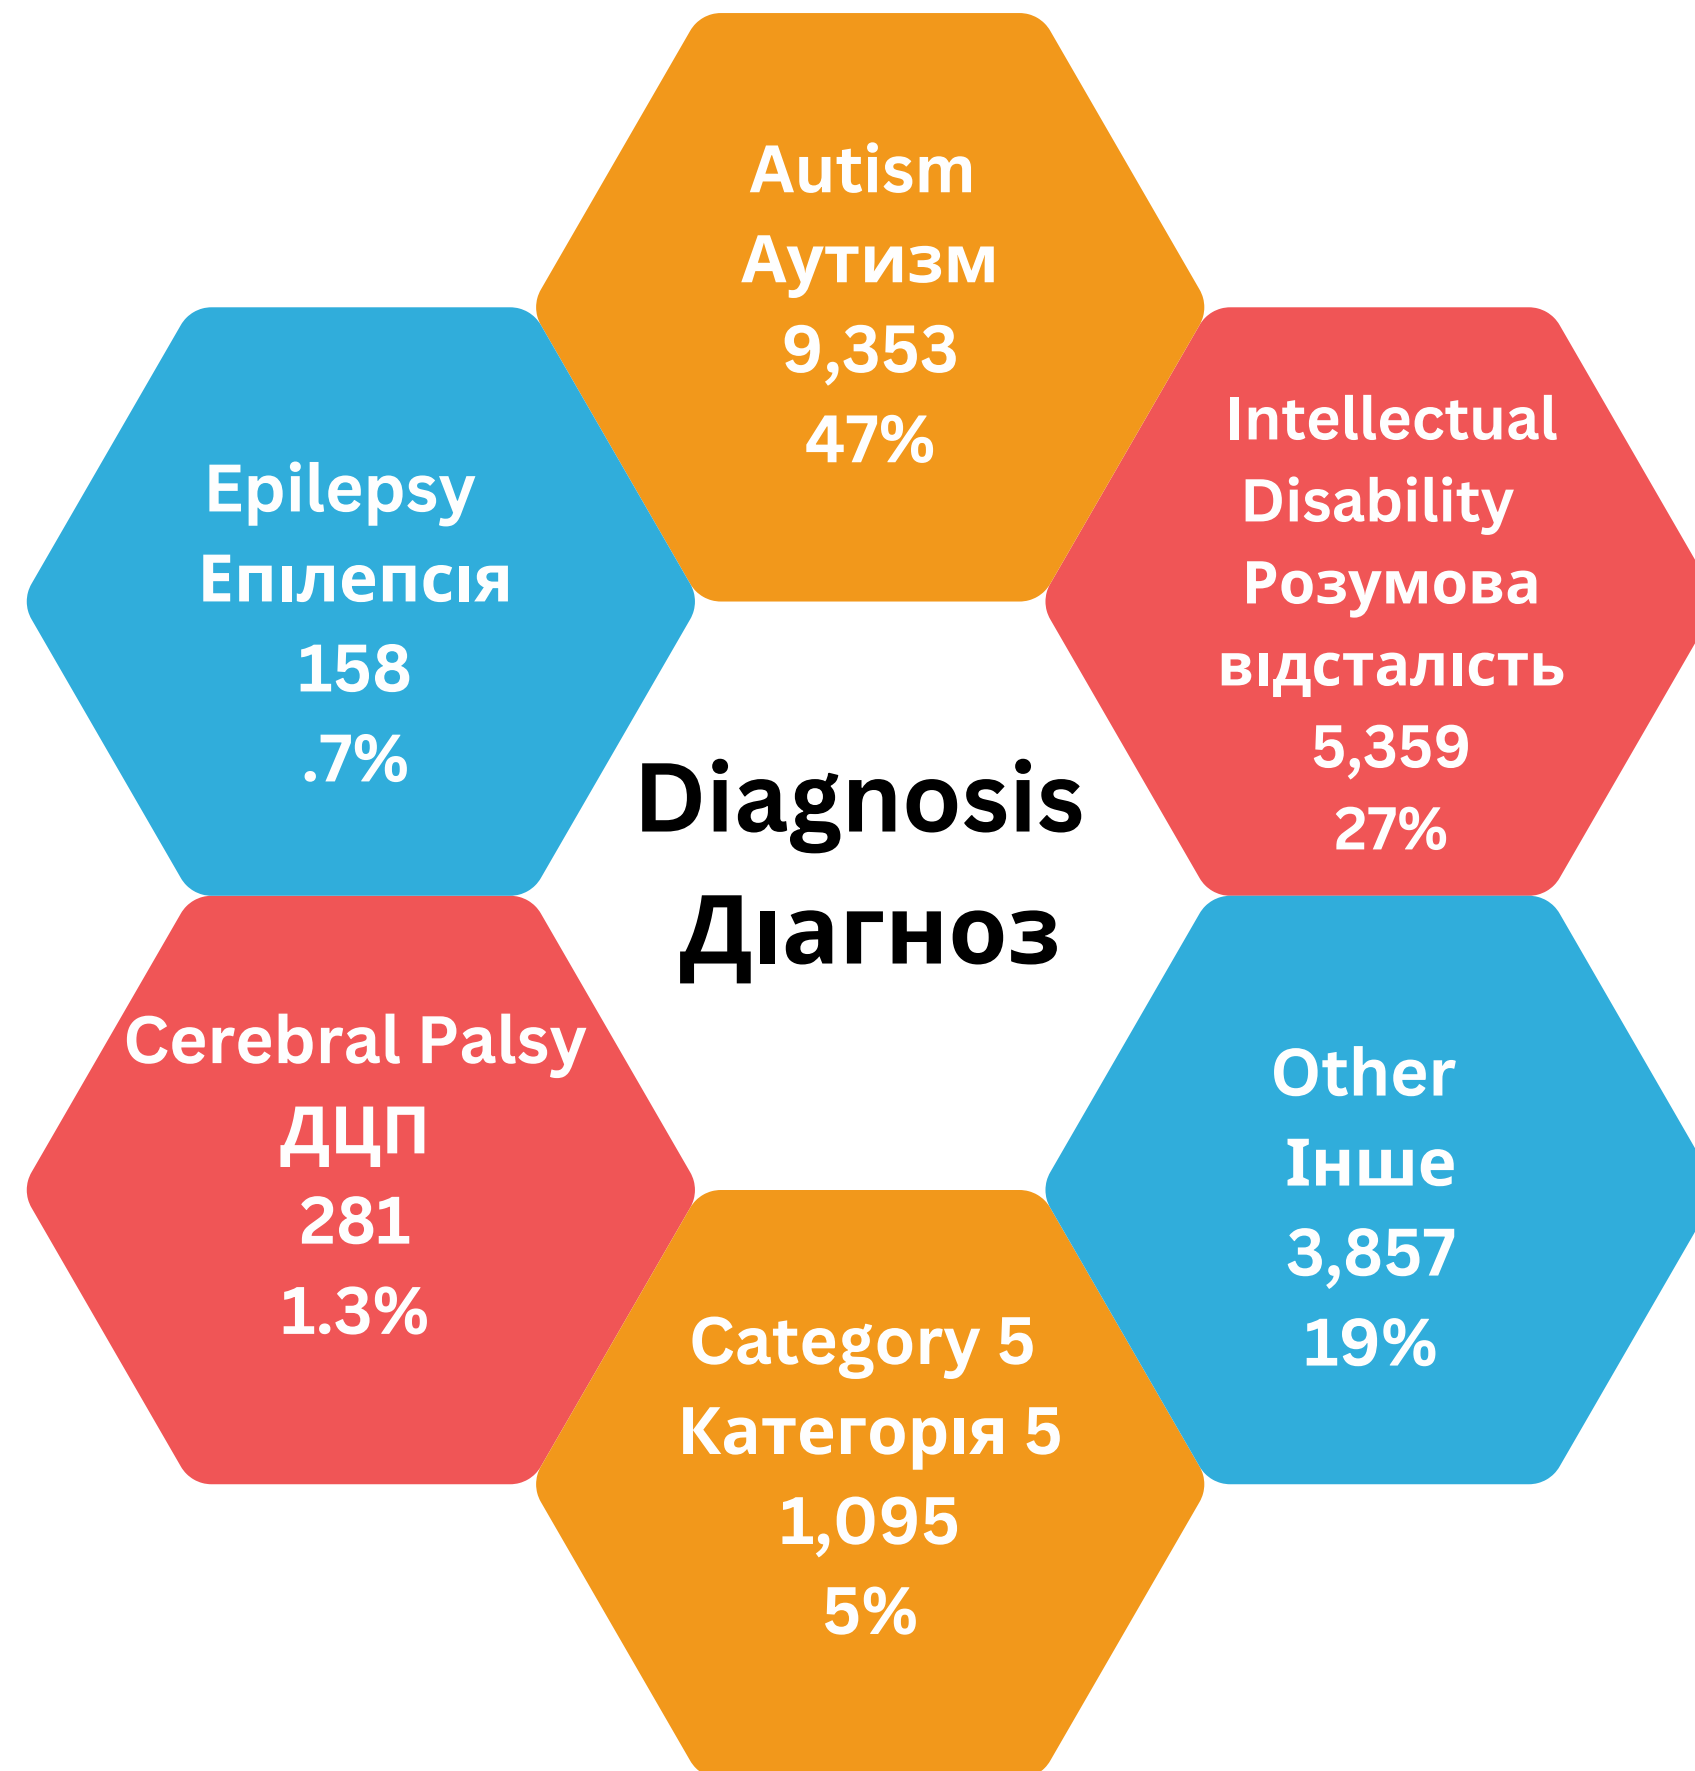 Autism
Аутизм
9,353
47%
Intellectual
Disability
Розумова
відсталість
5,359
27%
Other
Інше
3,857
19%
Category 5
Категорія 5
1,095
5%
Cerebral Palsy
ДЦП
281
1.3%
Epilepsy
Епілепсія
158
.7%
Diagnosis
Діагноз